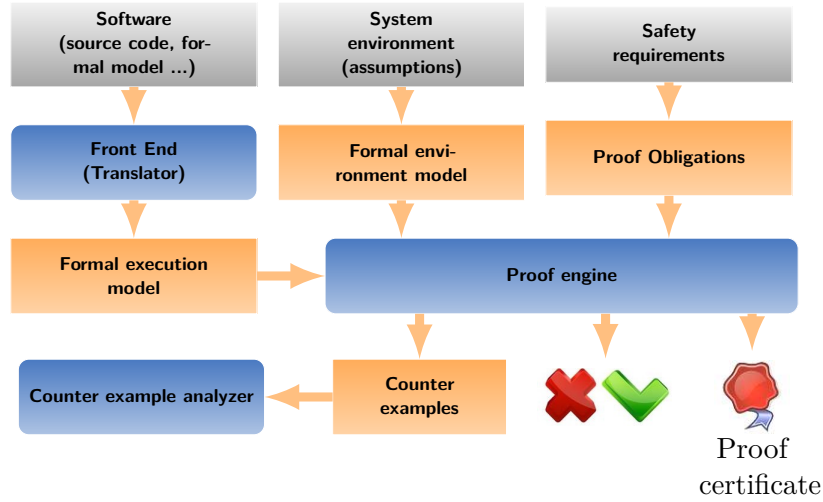 Software
(source code, for-
mal model ...)
System
environment
(assumptions)
Safety
requirements
Front End
(Translator)
Formal envi-
ronment model
Proof Obligations
Formal execution
model
Proof engine
Counter example analyzer
Counter
examples
Proof
certificate